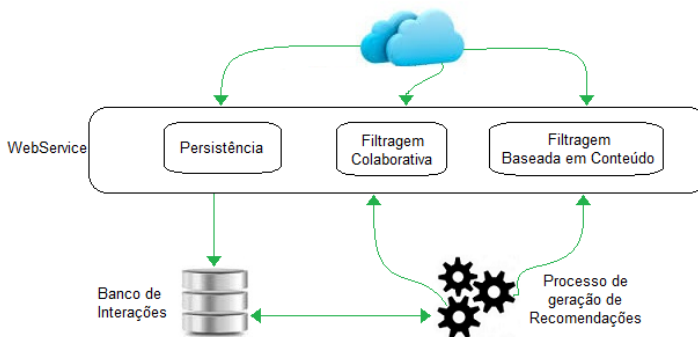 WebService
Persistência
Filtragem
Colaborativa
Filtragem
Baseada em Conteúdo
Banco de
Interações
Processo de
geração de
Recomendações